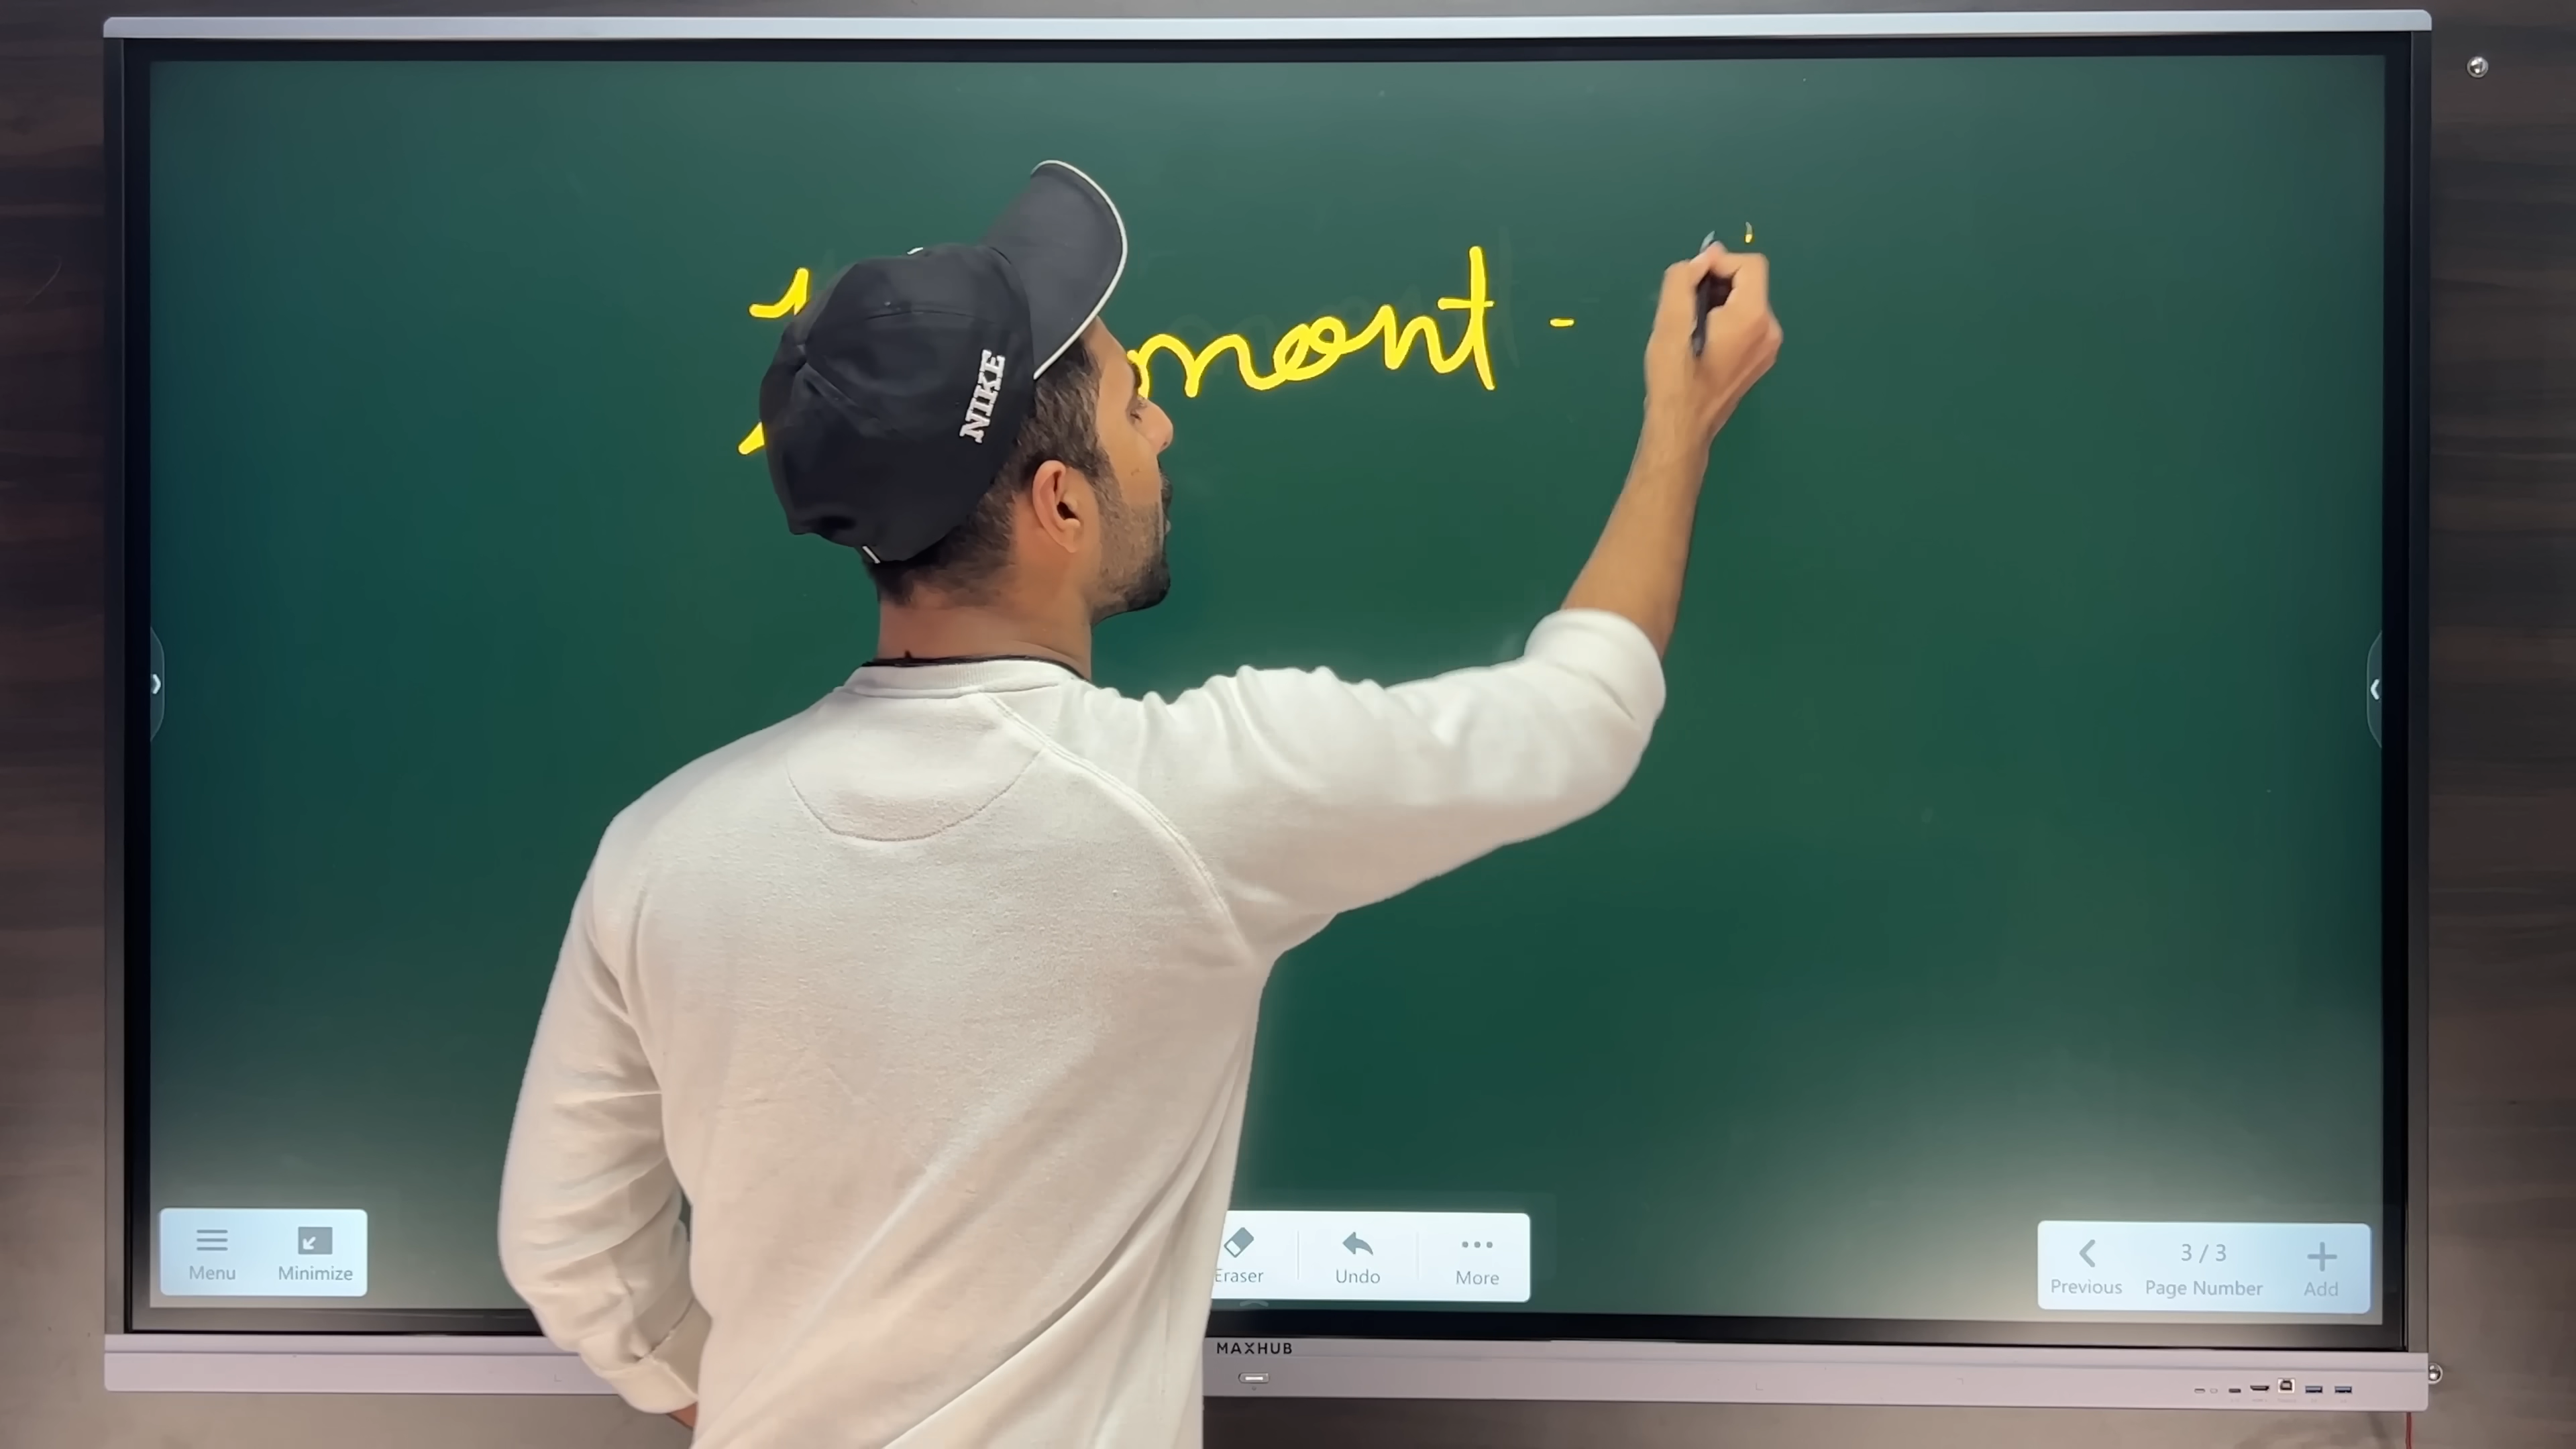 NIKE
ment -
Menu
Minimize
Eraser
Undo
More
Previous
3 / 3
Page Number
Add
MAXHUB